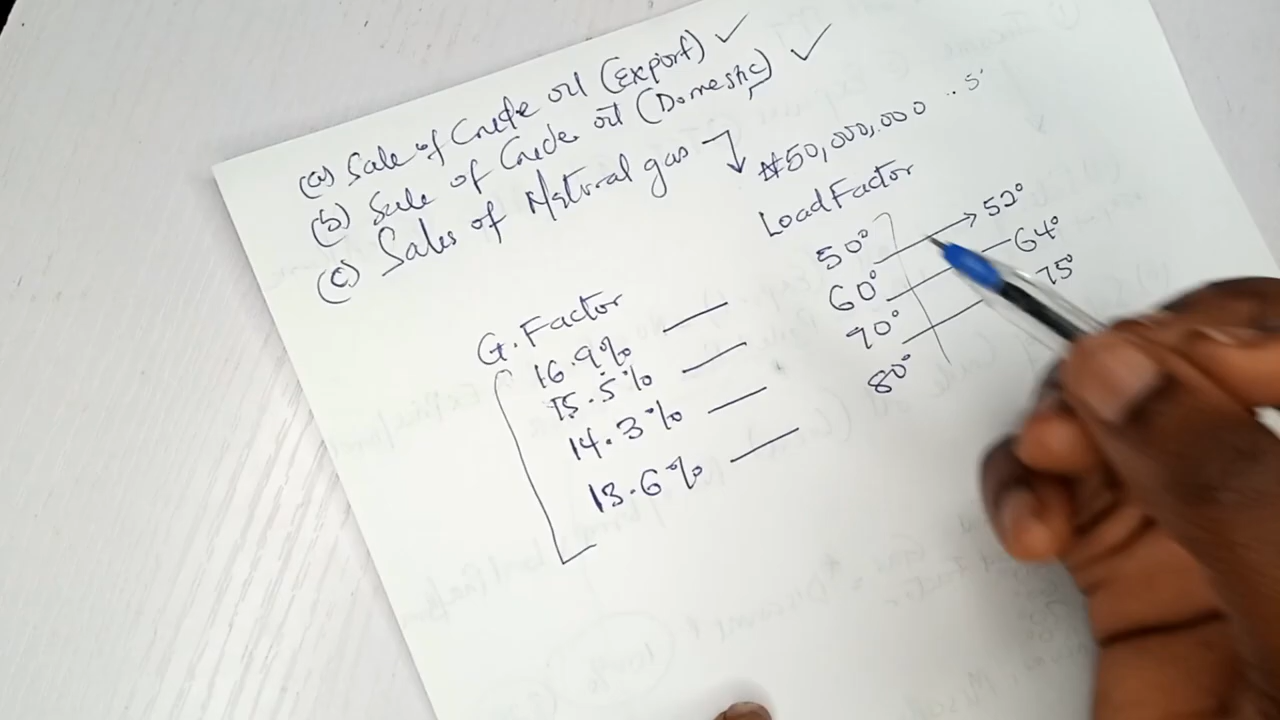 (a) Sale of Crude oil (Export) ✓
(b) Sale of Crude oil (Domestic) ✓
(c) Sales of Natural gas
₦50,000,000
Load Factor
50° → 52°
60° — 64°
70° — 75°
80°
G. Factor
16.9% —
15.5% —
14.3% —
13.6% —